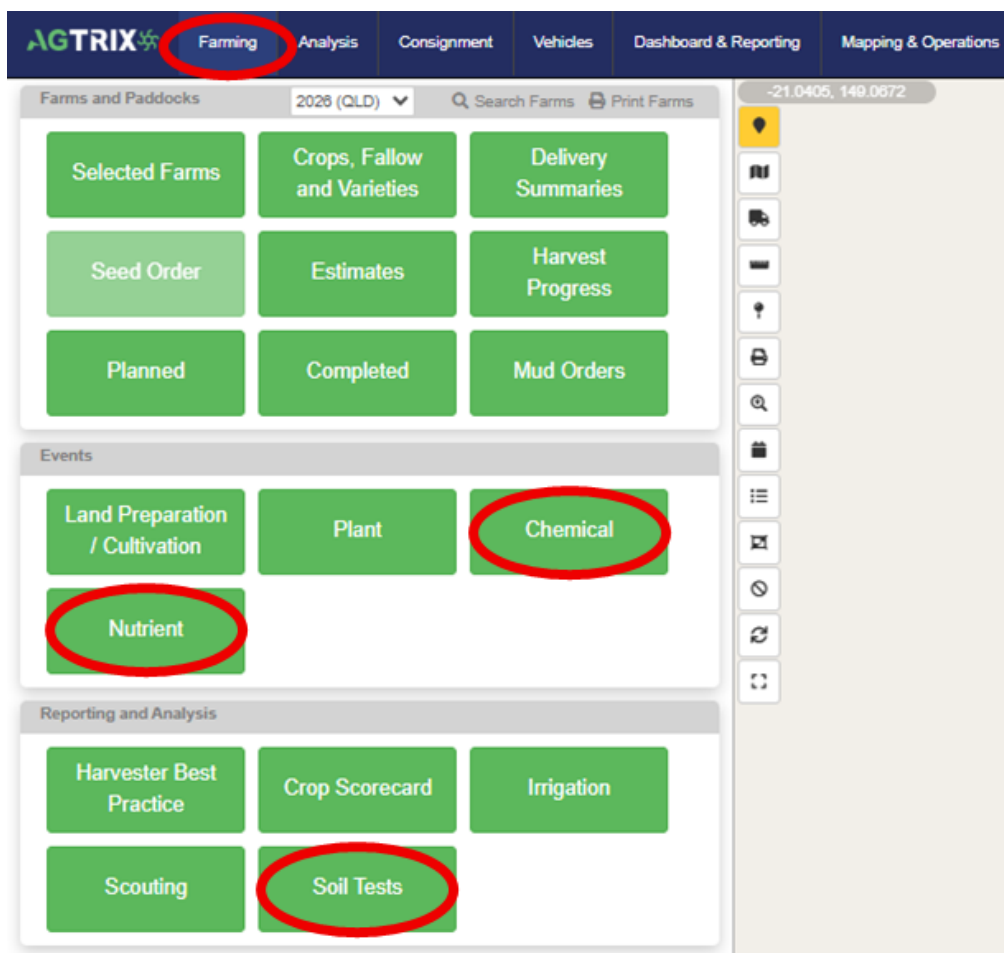 AGTRIX Farming Analysis Consignment Vehicles Dashboard & Reporting Mapping & Operations
Farms and Paddocks 2026 (QLD) Search Farms Print Farms
-21.0405, 149.0672
Selected Farms
Crops, Fallow
and Varieties
Delivery
Summaries
Seed Order
Estimates
Harvest
Progress
Planned
Completed
Mud Orders
Events
Land Preparation
/ Cultivation
Plant
Chemical
Nutrient
Reporting and Analysis
Harvester Best
Practice
Crop Scorecard
Irrigation
Scouting
Soil Tests